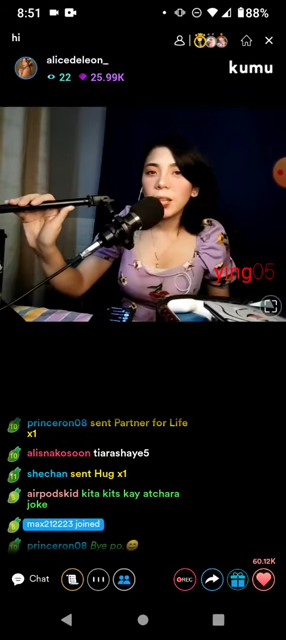 8:51
88%
hi
alicedeleon_
22 25.99K
kumu
ying05
princeron08 sent Partner for Life
x1
alisnakosoon tiarashaye5
shechan sent Hug x1
airpodskid kita kits kay atchara
joke
max212223 joined
princeron08 Bye po.😅
60.12K
Chat
REC